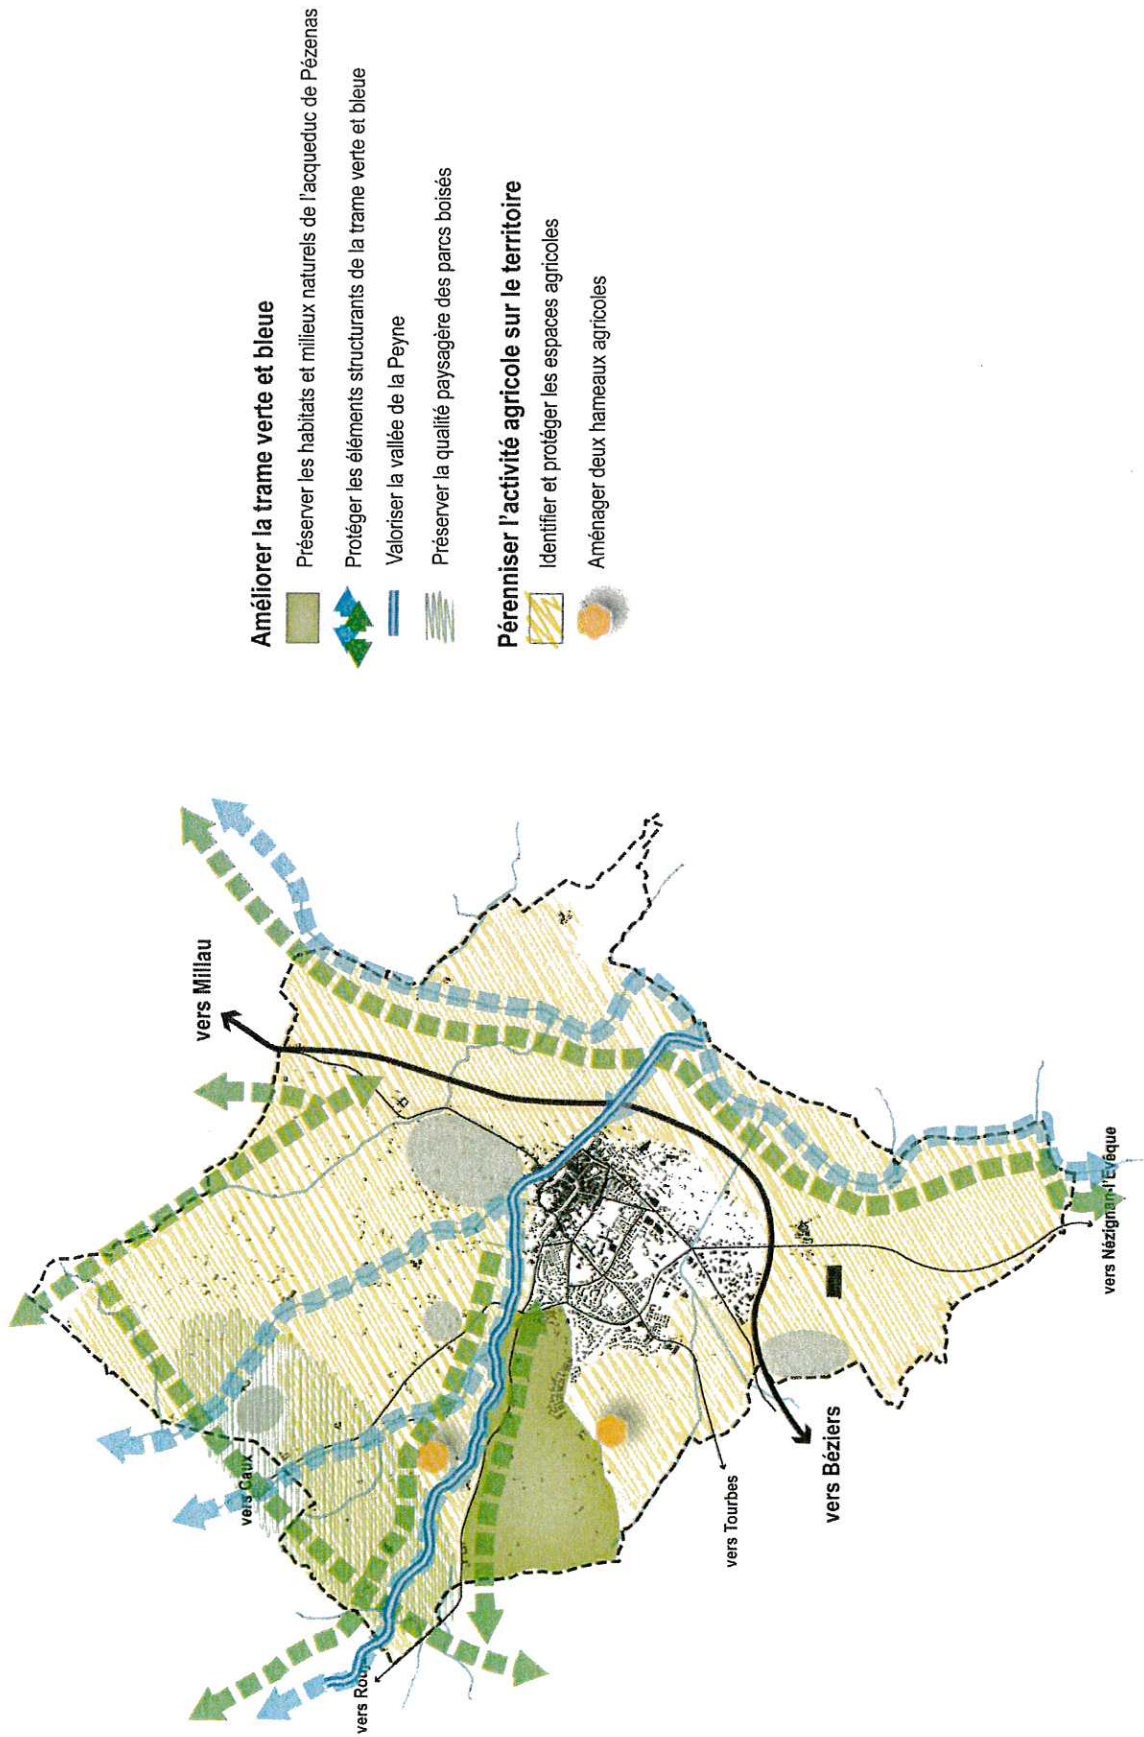 Améliorer la trame verte et bleue
Préserver les habitats et milieux naturels de l'acqueduc de Pézenas
Protéger les éléments structurants de la trame verte et bleue
Valoriser la vallée de la Peyne
Préserver la qualité paysagère des parcs boisés
Pérenniser l'activité agricole sur le territoire
Identifier et protéger les espaces agricoles
Aménager deux hameaux agricoles
vers Millau
vers Caux
vers Rouj
vers Tourbes
vers Béziers
vers Nézignan-l'Evêque